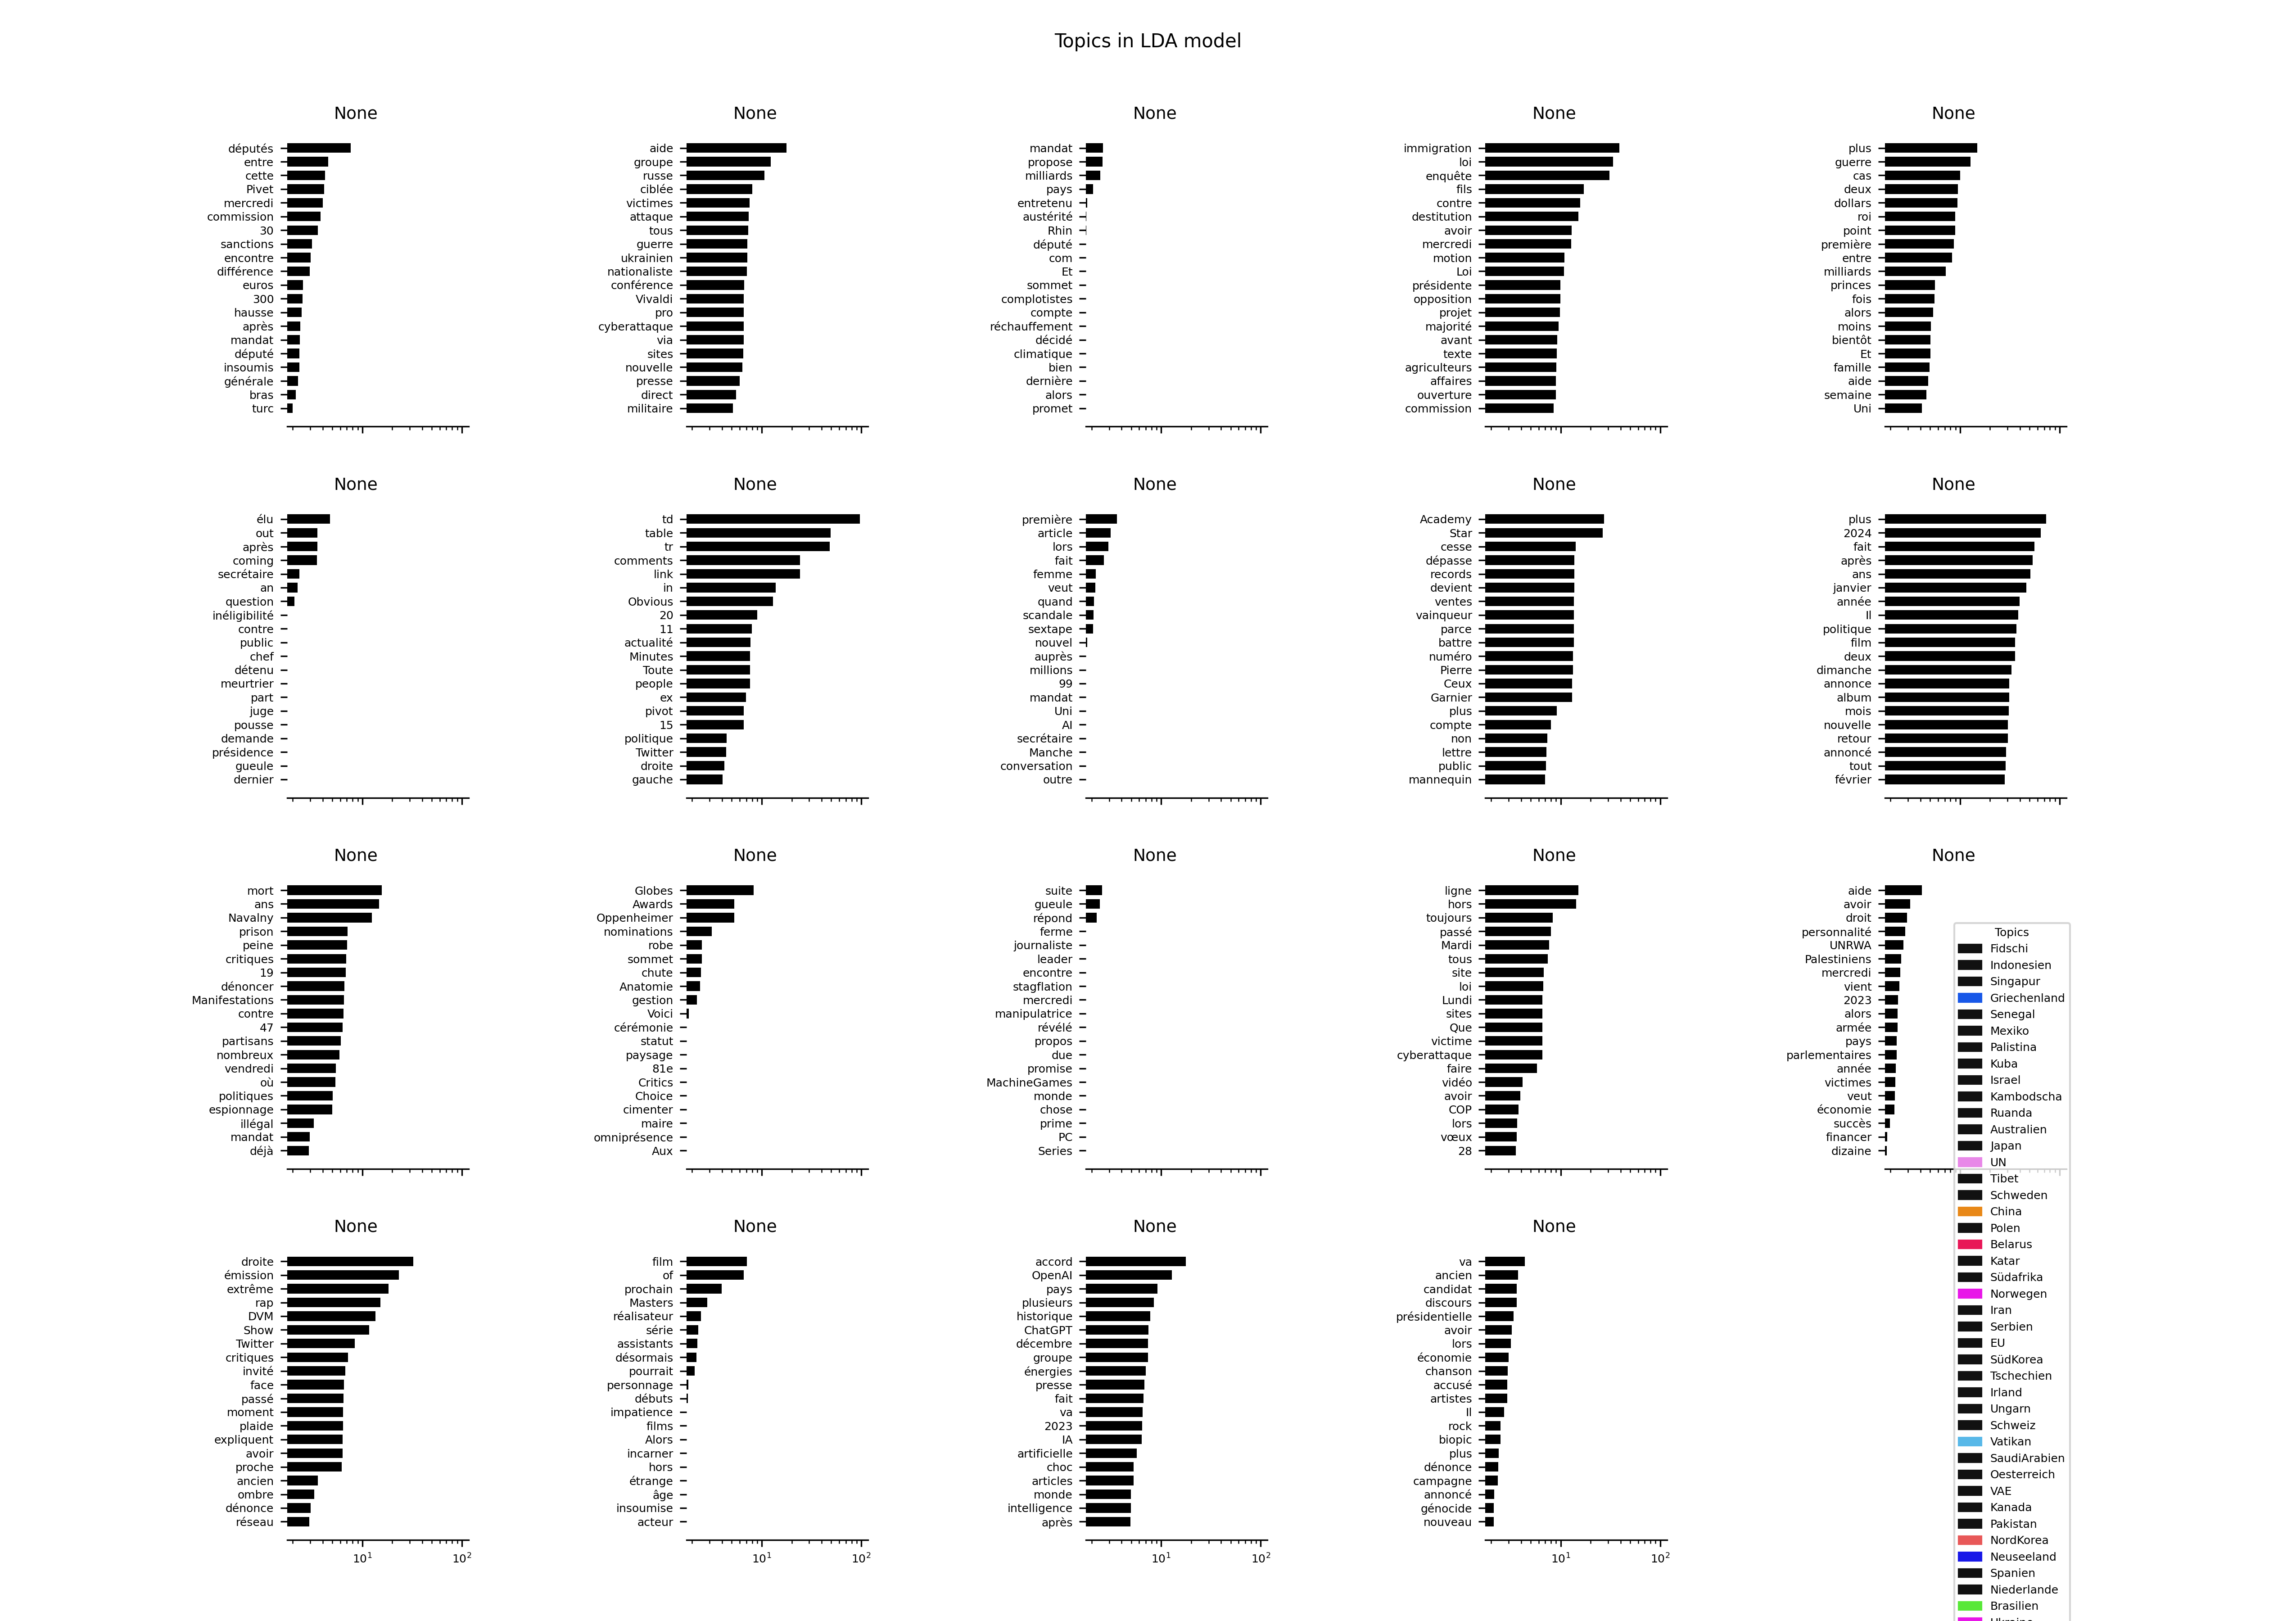 Topics in LDA model
None
députés
entre
cette
Pivet
mercredi
commission
30
sanctions
encontre
différence
euros
300
hausse
après
mandat
député
insoumis
générale
bras
turc
None
aide
groupe
russe
ciblée
victimes
attaque
tous
guerre
ukrainien
nationaliste
conférence
Vivaldi
pro
cyberattaque
via
sites
nouvelle
presse
direct
militaire
None
mandat
propose
milliards
pays
entretenu
austérité
Rhin
député
com
Et
sommet
complotistes
compte
réchauffement
décidé
climatique
bien
dernière
alors
promet
None
immigration
loi
enquête
fils
contre
destitution
avoir
mercredi
motion
Loi
présidente
opposition
projet
majorité
avant
texte
agriculteurs
affaires
ouverture
commission
None
plus
guerre
cas
deux
dollars
roi
point
première
entre
milliards
princes
fois
alors
moins
bientôt
Et
famille
aide
semaine
Uni
None
élu
out
après
coming
secrétaire
an
question
inéligibilité
contre
public
chef
détenu
meurtrier
part
juge
pousse
demande
présidence
gueule
dernier
None
td
table
tr
comments
link
in
Obvious
20
11
actualité
Minutes
Toute
people
ex
pivot
15
politique
Twitter
droite
gauche
None
première
article
lors
fait
femme
veut
quand
scandale
sextape
nouvel
auprès
millions
99
mandat
Uni
AI
secrétaire
Manche
conversation
outre
None
Academy
Star
cesse
dépasse
records
devient
ventes
vainqueur
parce
battre
numéro
Pierre
Ceux
Garnier
plus
compte
non
lettre
public
mannequin
None
plus
2024
fait
après
ans
janvier
année
Il
politique
film
deux
dimanche
annonce
album
mois
nouvelle
retour
annoncé
tout
février
None
mort
ans
Navalny
prison
peine
critiques
19
dénoncer
Manifestations
contre
47
partisans
nombreux
vendredi
où
politiques
espionnage
illégal
mandat
déjà
None
Globes
Awards
Oppenheimer
nominations
robe
sommet
chute
Anatomie
gestion
Voici
cérémonie
statut
paysage
81e
Critics
Choice
cimenter
maire
omniprésence
Aux
None
suite
gueule
répond
ferme
journaliste
leader
encontre
stagflation
mercredi
manipulatrice
révélé
propos
due
promise
MachineGames
monde
chose
prime
PC
Series
None
ligne
hors
toujours
passé
Mardi
tous
site
loi
Lundi
sites
Que
victime
cyberattaque
faire
vidéo
avoir
COP
lors
vœux
28
None
aide
avoir
droit
personnalité
UNRWA
Palestiniens
mercredi
vient
2023
alors
armée
pays
parlementaires
année
victimes
veut
économie
succès
financer
dizaine
None
droite
émission
extrême
rap
DVM
Show
Twitter
critiques
invité
face
passé
moment
plaide
expliquent
avoir
proche
ancien
ombre
dénonce
réseau
10¹ 10²
None
film
of
prochain
Masters
réalisateur
série
assistants
désormais
pourrait
personnage
débuts
impatience
films
Alors
incarner
hors
étrange
âge
insoumise
acteur
10¹ 10²
None
accord
OpenAI
pays
plusieurs
historique
ChatGPT
décembre
groupe
énergies
presse
fait
va
2023
IA
artificielle
choc
articles
monde
intelligence
après
10¹ 10²
None
va
ancien
candidat
discours
présidentielle
avoir
lors
économie
chanson
accusé
artistes
Il
rock
biopic
plus
dénonce
campagne
annoncé
génocide
nouveau
10¹ 10²
Topics
Fidschi
Indonesien
Singapur
Griechenland
Senegal
Mexiko
Palistina
Kuba
Israel
Kambodscha
Ruanda
Australien
Japan
UN
Tibet
Schweden
China
Polen
Belarus
Katar
Südafrika
Norwegen
Iran
Serbien
EU
SüdKorea
Tschechien
Irland
Ungarn
Schweiz
Vatikan
SaudiArabien
Oesterreich
VAE
Kanada
Pakistan
NordKorea
Neuseeland
Spanien
Niederlande
Brasilien